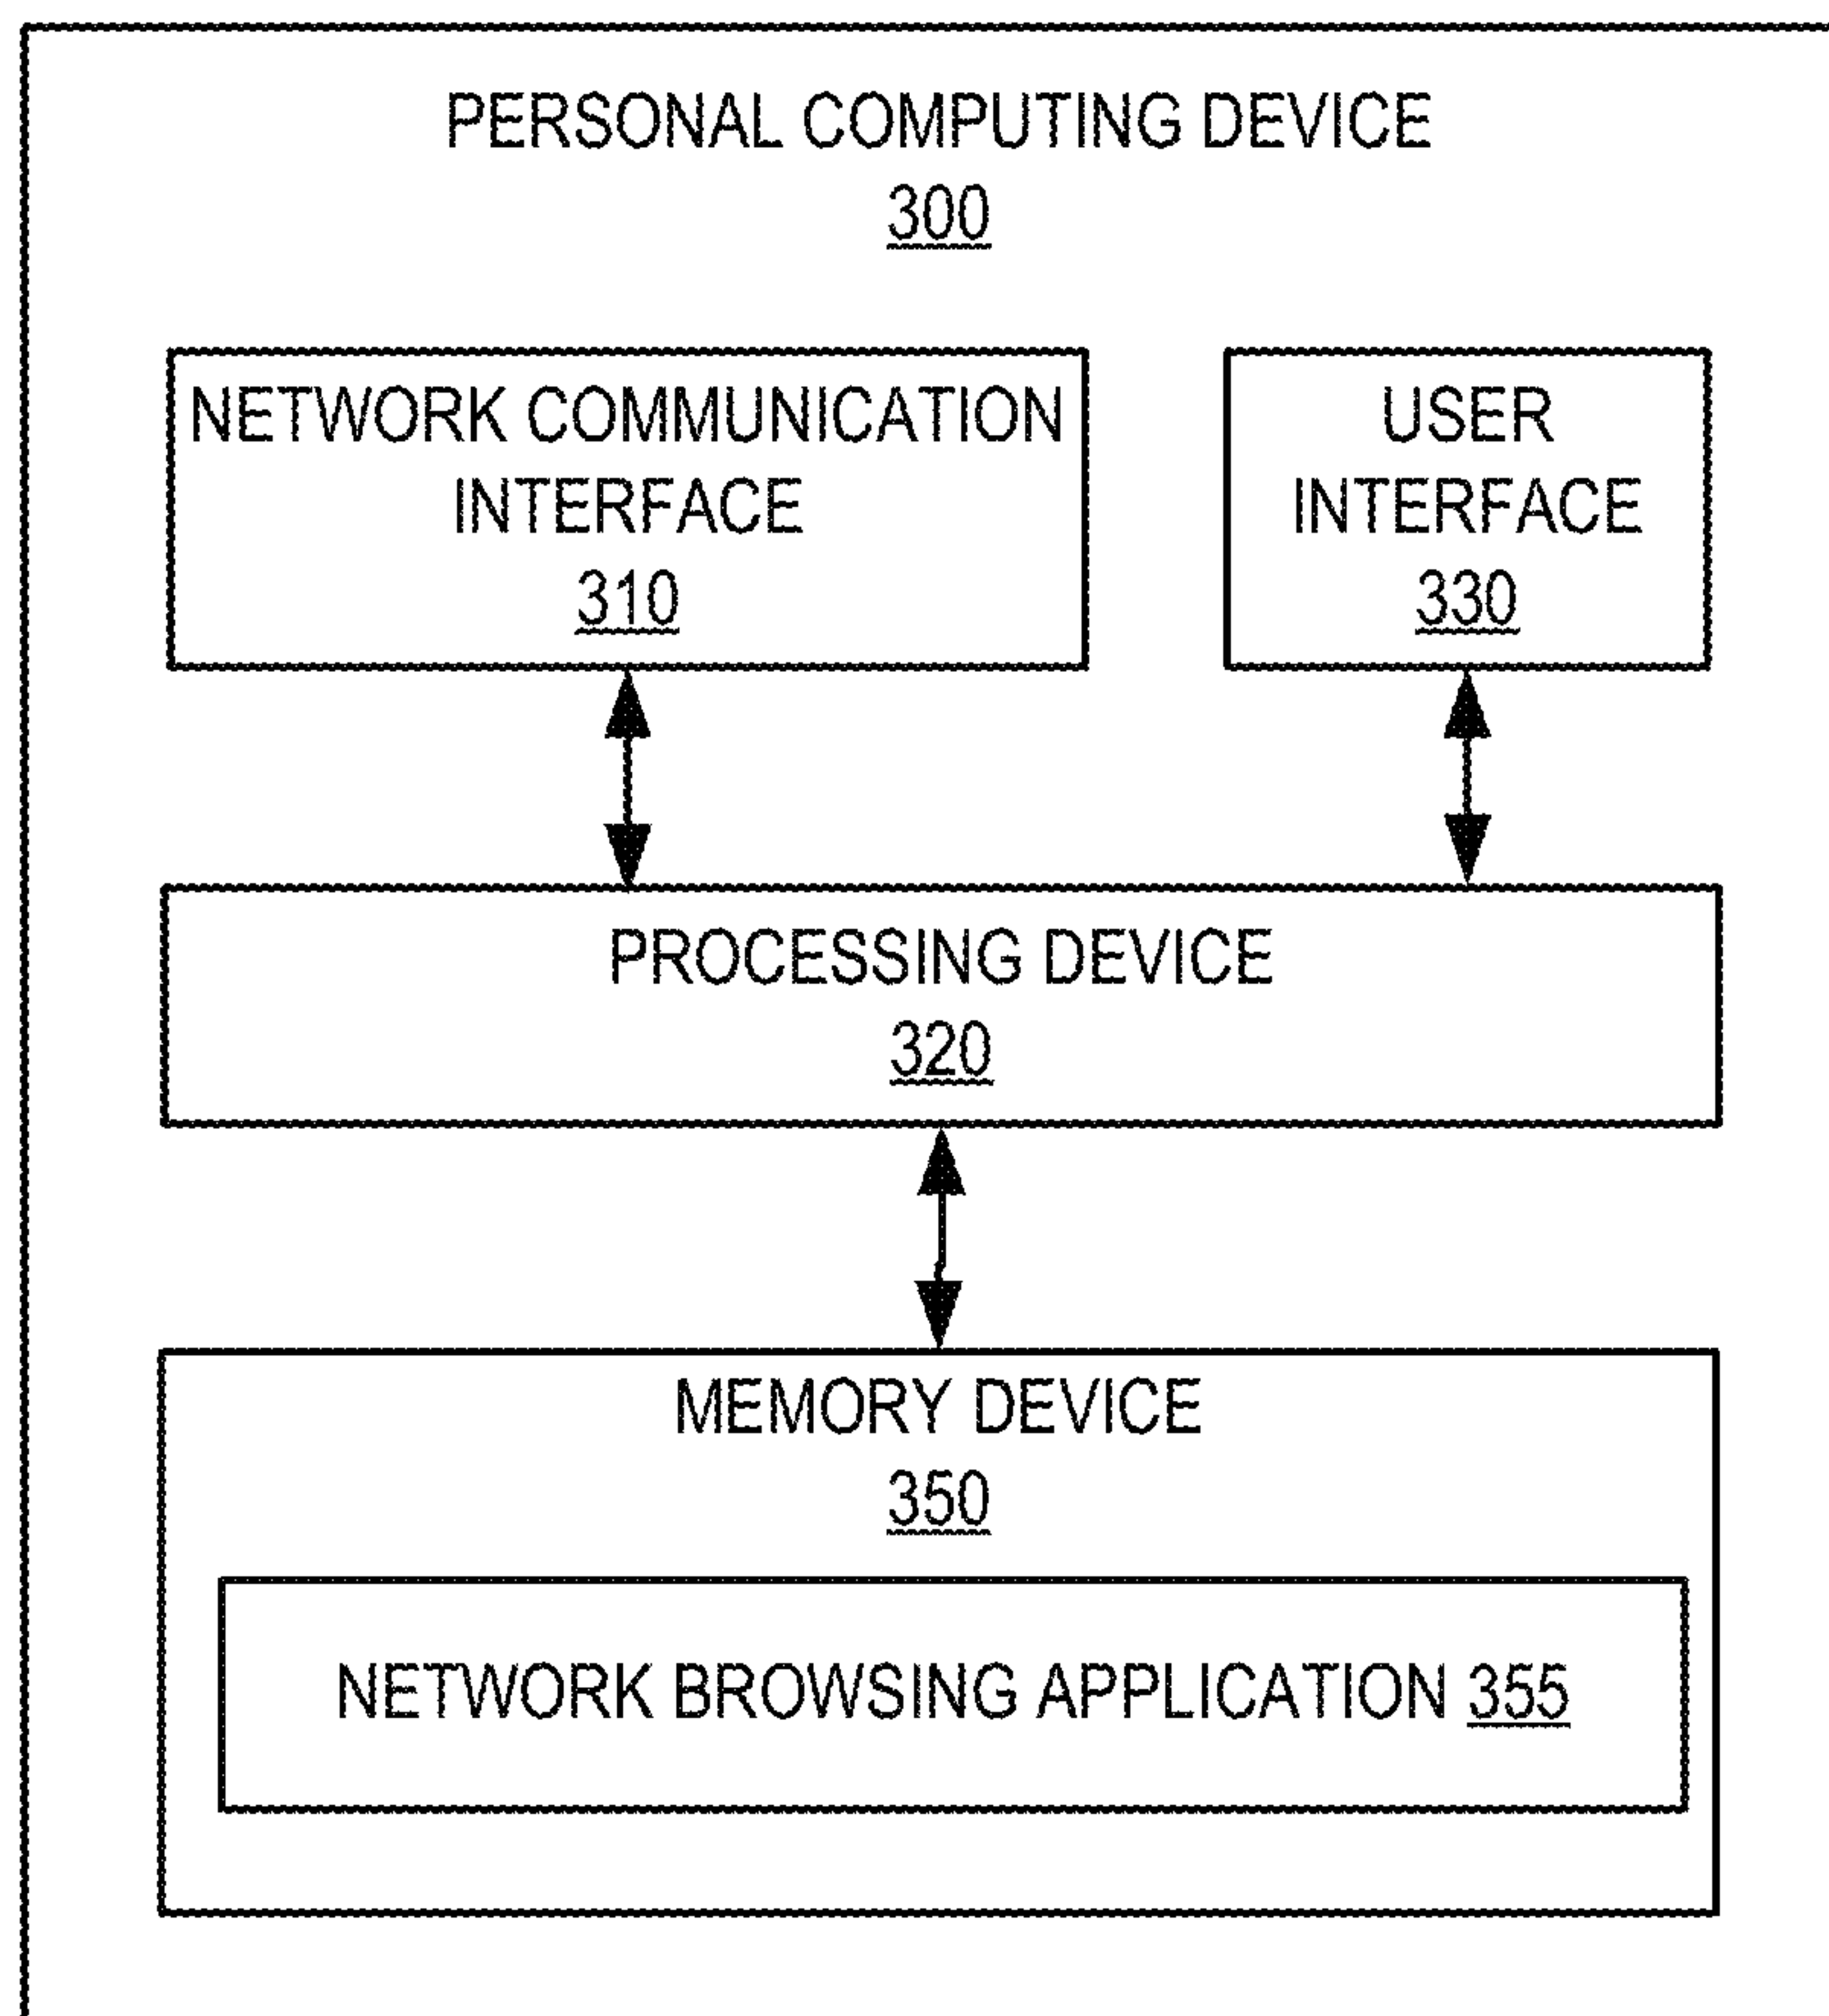 PERSONAL COMPUTING DEVICE
300
NETWORK COMMUNICATION
INTERFACE
310
USER
INTERFACE
330
PROCESSING DEVICE
320
MEMORY DEVICE
350
NETWORK BROWSING APPLICATION 355